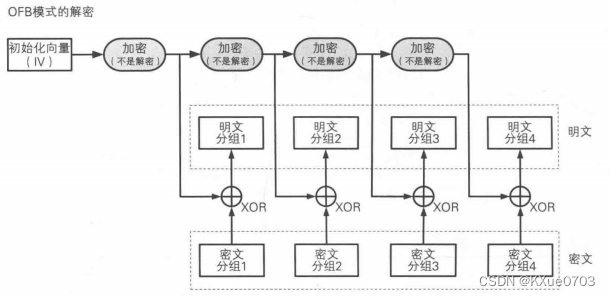 OFB模式的解密
初始化向量
(IV)
加密
(不是解密)
加密
(不是解密)
加密
(不是解密)
加密
(不是解密)
明文
分组1
明文
分组2
明文
分组3
明文
分组4
明文
XOR
XOR
XOR
XOR
密文
分组1
密文
分组2
密文
分组3
密文
分组4
密文
CSDN @KXue0703